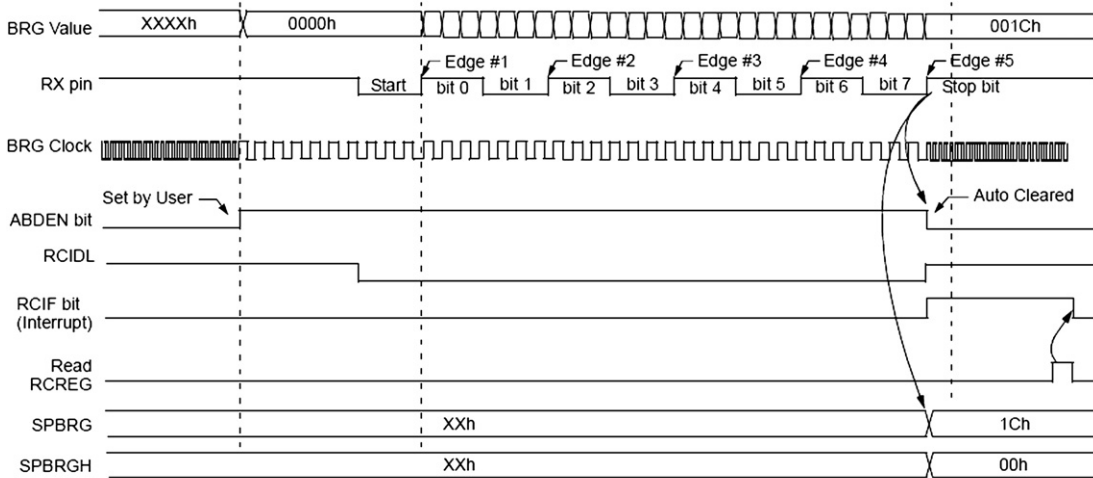 BRG Value XXXXh 0000h 001Ch
Edge #1 Edge #2 Edge #3 Edge #4 Edge #5
RX pin Start bit 0 bit 1 bit 2 bit 3 bit 4 bit 5 bit 6 bit 7 Stop bit
BRG Clock
Set by User Auto Cleared
ABDEN bit
RCIDL
RCIF bit
(Interrupt)
Read
RCREG
SPBRG XXh 1Ch
SPBRGH XXh 00h